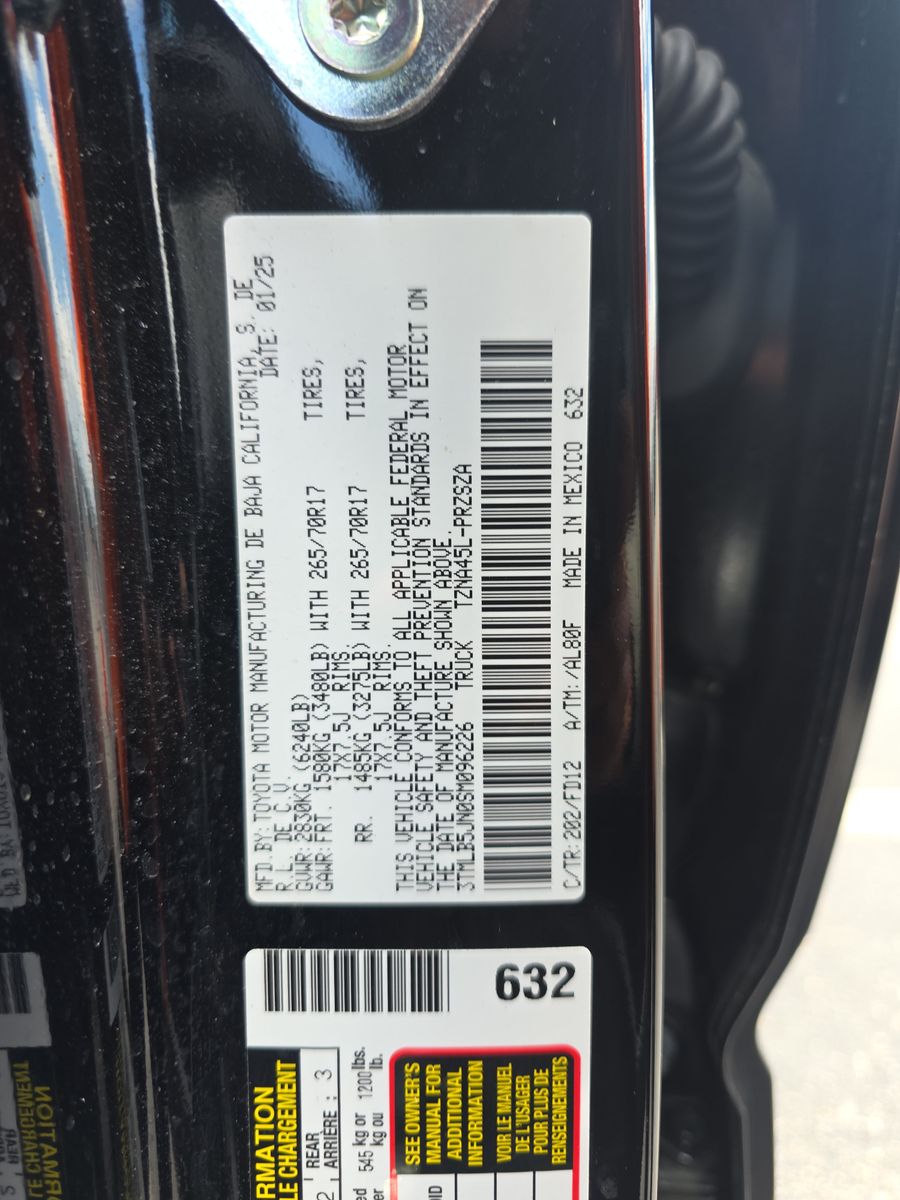 MFD.BY:TOYOTA MOTOR MANUFACTURING DE BAJA CALIFORNIA,S. DE
R.L. DE C.V. DATE: 01/25
GVWR:2830KG (6240LB)
GAWR:FRT. 1580KG (3480LB) WITH 265/70R17 TIRES,
17X7.5J RIMS.
RR. 1485KG (3275LB) WITH 265/70R17 TIRES,
17X7.5J RIMS.
THIS VEHICLE CONFORMS TO ALL APPLICABLE FEDERAL MOTOR
VEHICLE SAFETY AND THEFT PREVENTION STANDARDS IN EFFECT ON
THE DATE OF MANUFACTURE SHOWN ABOVE.
3TMLB5JN0SM096226 TRUCK TZNA45L-PRZSZA
C/TR:202/FD12 A/TM:/AL80F MADE IN MEXICO 632
632
RMATION
LE CHARGEMENT
2 REAR
ARRIÈRE : 3
545 kg or 1200 lbs.
kg ou lb.
SEE OWNER'S
MANUAL FOR
ADDITIONAL
INFORMATION
VOIR LE MANUEL
DE L'USAGER
POUR PLUS DE
RENSEIGNEMENTS